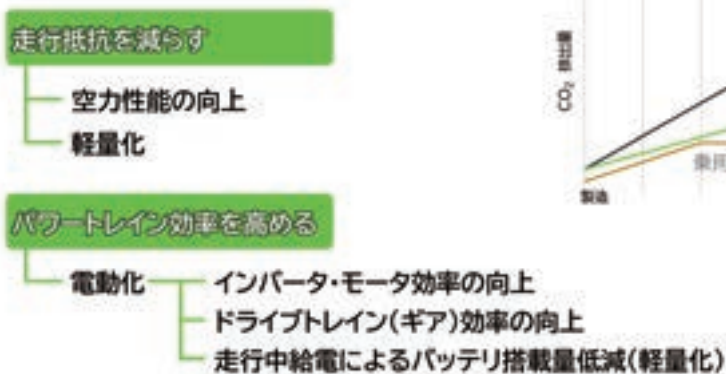 走行抵抗を減らす
空力性能の向上
軽量化
CO₂ 排出量
製造
パワートレイン効率を高める
電動化
インバータ・モータ効率の向上
ドライブトレイン(ギア)効率の向上
走行中給電によるバッテリ搭載量低減(軽量化)